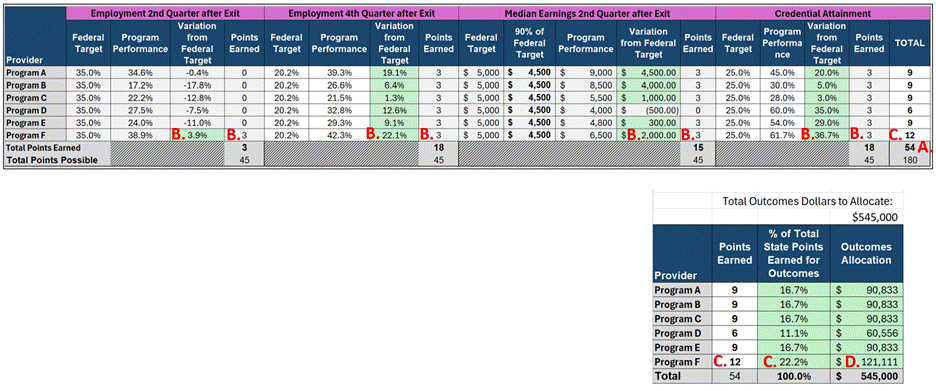 Employment 2nd Quarter after Exit Employment 4th Quarter after Exit Median Earnings 2nd Quarter after Exit Credential Attainment
Provider Federal Target Program Performance Variation from Federal Target Points Earned Federal Target Program Performance Variation from Federal Target Points Earned Federal Target 90% of Federal Target Program Performance Variation from Federal Target Points Earned Federal Target Program Performa nce Variation from Federal Target Points Earned TOTAL
Program A 35.0% 34.6% -0.4% 0 20.2% 39.3% 19.1% 3 $ 5,000 $ 4,500 $ 9,000 $ 4,500.00 3 25.0% 45.0% 20.0% 3 9
Program B 35.0% 17.2% -17.8% 0 20.2% 26.6% 6.4% 3 $ 5,000 $ 4,500 $ 8,500 $ 4,000.00 3 25.0% 30.0% 5.0% 3 9
Program C 35.0% 22.2% -12.8% 0 20.2% 21.5% 1.3% 3 $ 5,000 $ 4,500 $ 5,500 $ 1,000.00 3 25.0% 28.0% 3.0% 3 9
Program D 35.0% 27.5% -7.5% 0 20.2% 32.8% 12.6% 3 $ 5,000 $ 4,500 $ 4,000 $ (500.00) 0 25.0% 60.0% 35.0% 3 6
Program E 35.0% 24.0% -11.0% 0 20.2% 29.3% 9.1% 3 $ 5,000 $ 4,500 $ 4,800 $ 300.00 3 25.0% 54.0% 29.0% 3 9
Program F 35.0% 38.9% B. 3.9% B. 3 20.2% 42.3% B. 22.1% B. 3 $ 5,000 $ 4,500 $ 6,500 B. 2,000.00 B. 3 25.0% 61.7% B. 36.7% B. 3 C. 12
Total Points Earned 3 18 15 18 54 A.
Total Points Possible 45 45 45 45 180
Total Outcomes Dollars to Allocate:
$545,000
Provider Points Earned % of Total State Points Earned for Outcomes Outcomes Allocation
Program A 9 16.7% $ 90,833
Program B 9 16.7% $ 90,833
Program C 9 16.7% $ 90,833
Program D 6 11.1% $ 60,556
Program E 9 16.7% $ 90,833
Program F C. 12 C. 22.2% D. 121,111
Total 54 100.0% $ 545,000